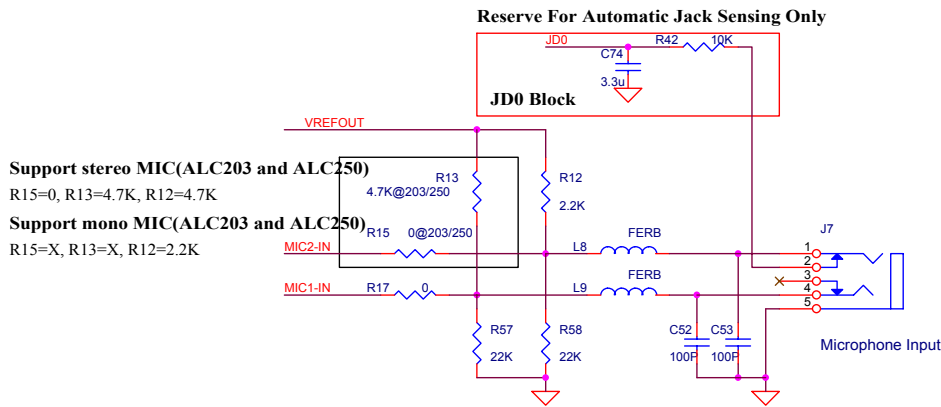 Reserve For Automatic Jack Sensing Only
JD0
R42
10K
C74
3.3u
JD0 Block
VREFOUT
Support stereo MIC(ALC203 and ALC250)
R15=0, R13=4.7K, R12=4.7K
Support mono MIC(ALC203 and ALC250)
R15=X, R13=X, R12=2.2K
R13
4.7K@203/250
R12
2.2K
R15
0@203/250
MIC2-IN
L8
FERB
J7
1
2
3
4
5
MIC1-IN
R17
0
L9
FERB
R57
22K
R58
22K
C52
100P
C53
100P
Microphone Input